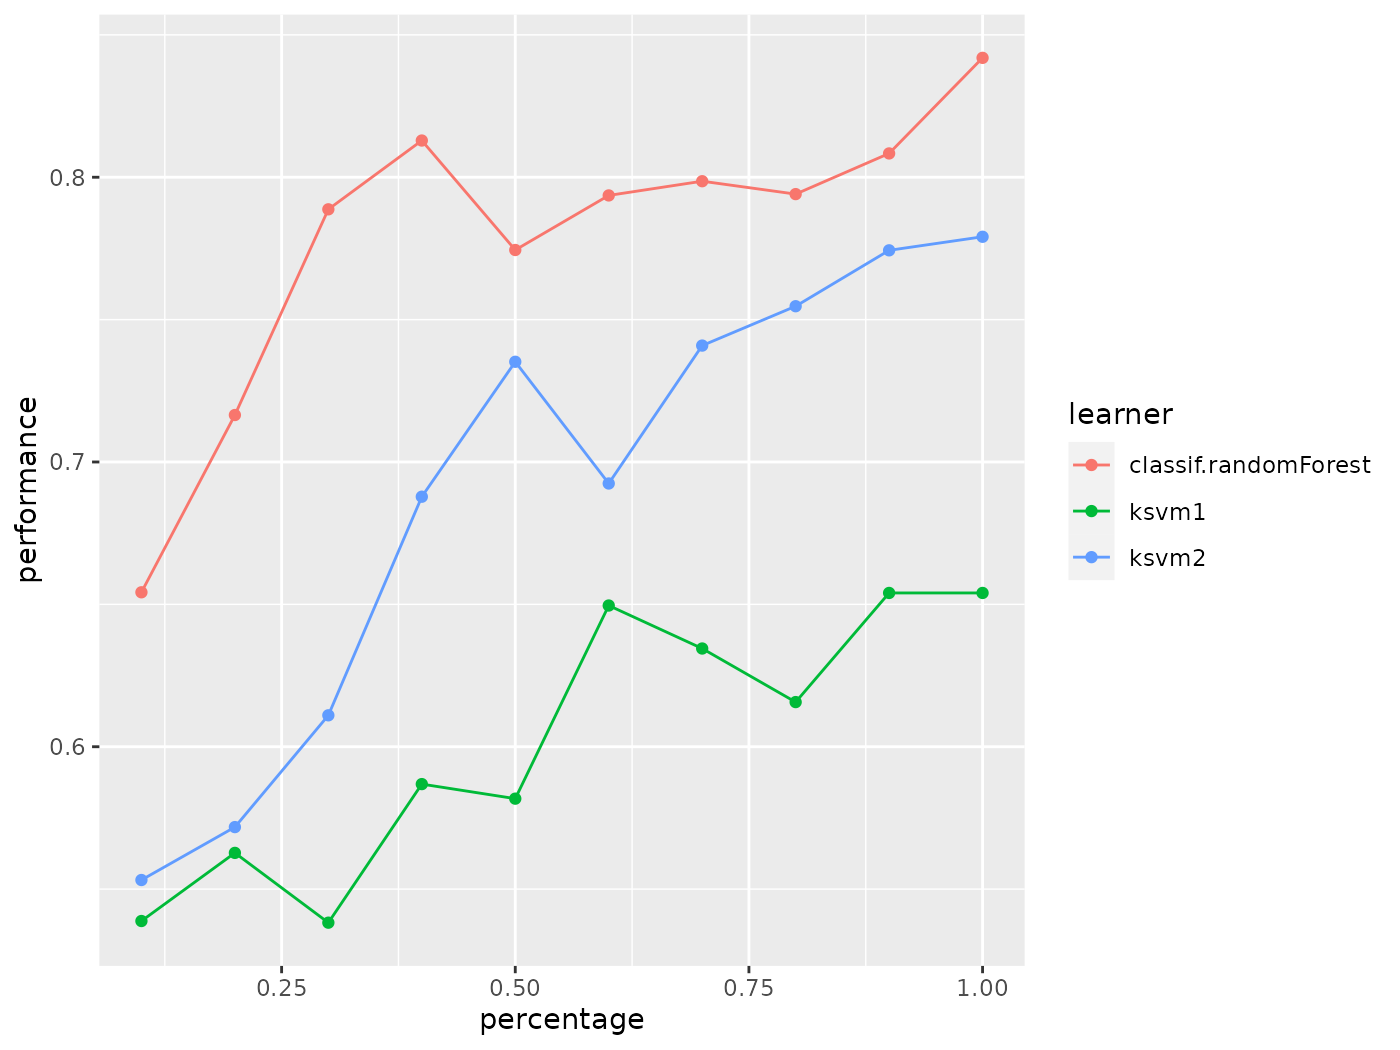 0.8
0.7
0.6
performance
0.25 0.50 0.75 1.00
percentage
learner
classif.randomForest
ksvm1
ksvm2